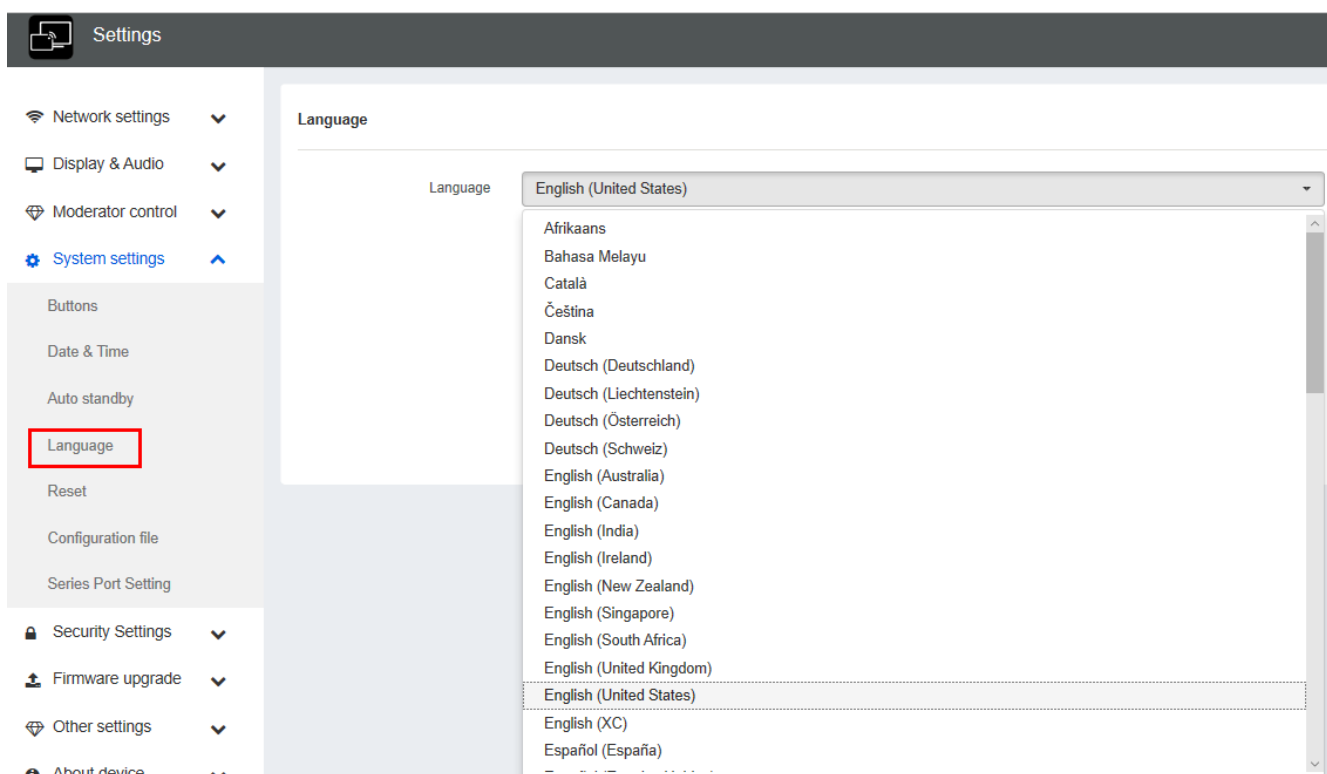 Settings
Network settings
Display & Audio
Moderator control
System settings
Buttons
Date & Time
Auto standby
Language
Reset
Configuration file
Series Port Setting
Security Settings
Firmware upgrade
Other settings
About device
Language
Language
English (United States)
Afrikaans
Bahasa Melayu
Català
Čeština
Dansk
Deutsch (Deutschland)
Deutsch (Liechtenstein)
Deutsch (Österreich)
Deutsch (Schweiz)
English (Australia)
English (Canada)
English (India)
English (Ireland)
English (New Zealand)
English (Singapore)
English (South Africa)
English (United Kingdom)
English (United States)
English (XC)
Español (España)